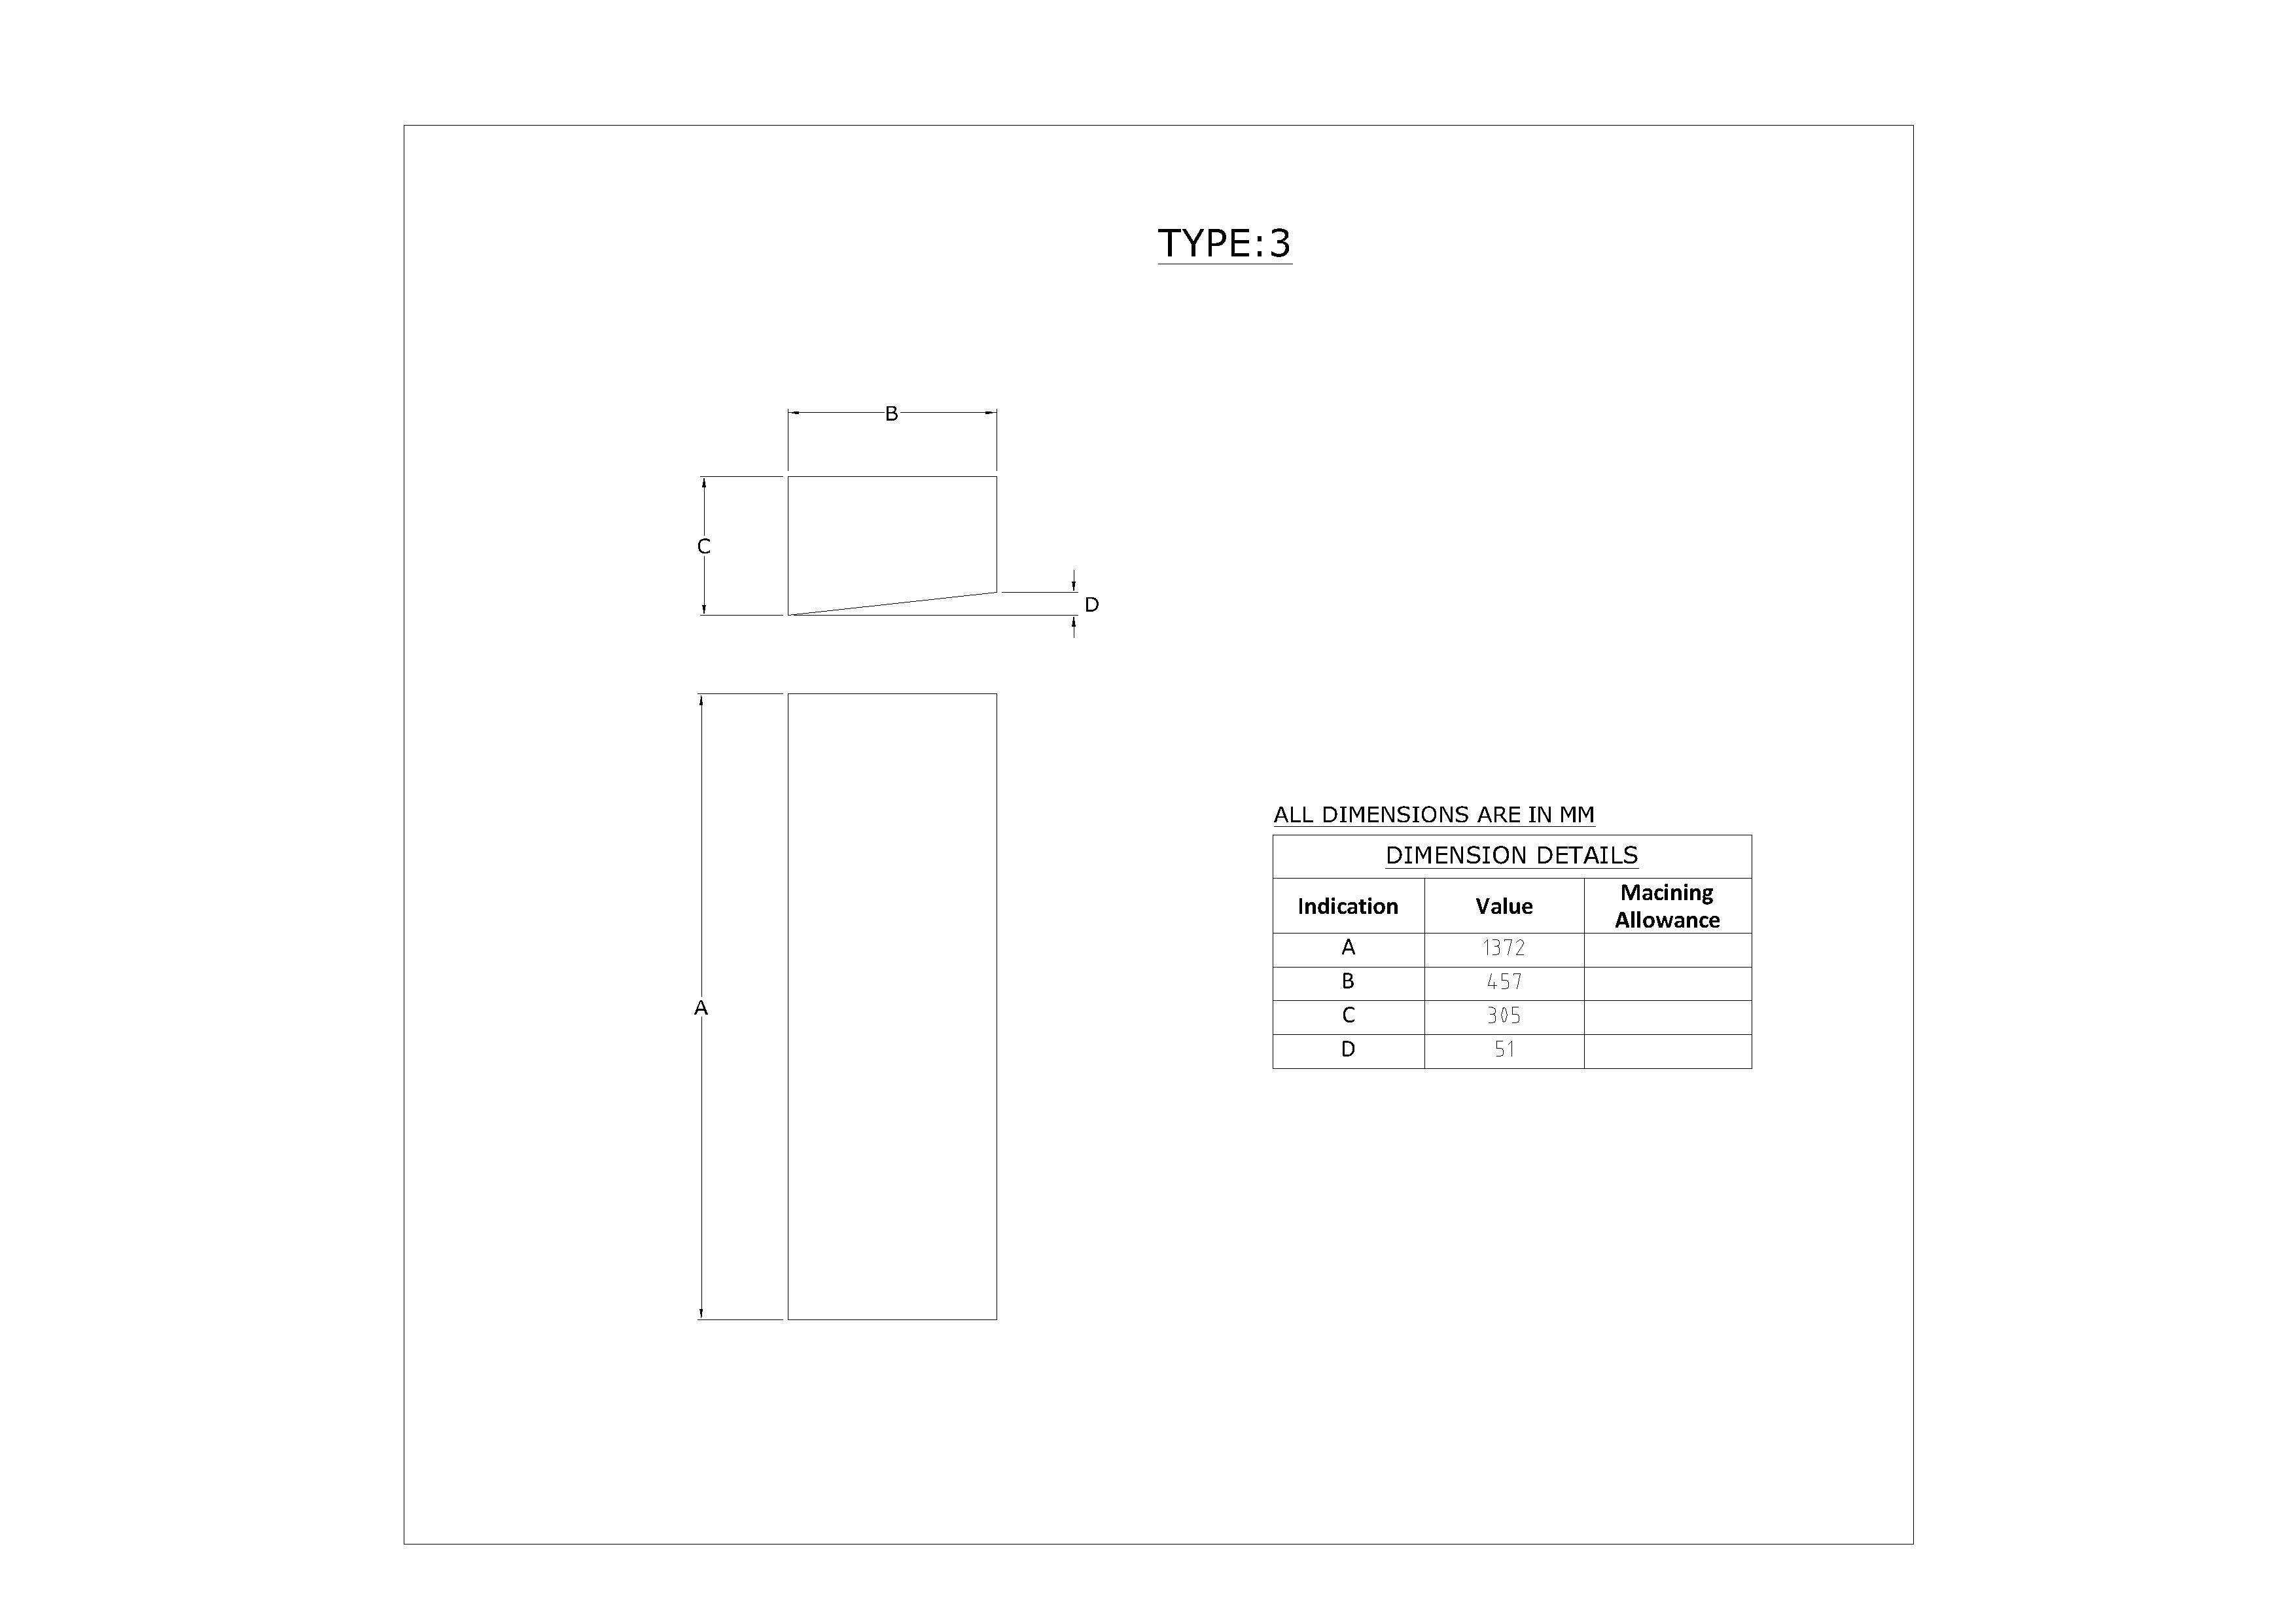 TYPE:3
B
C
D
A
ALL DIMENSIONS ARE IN MM
DIMENSION DETAILS
Indication Value Macining Allowance
A 1372
B 457
C 305
D 51